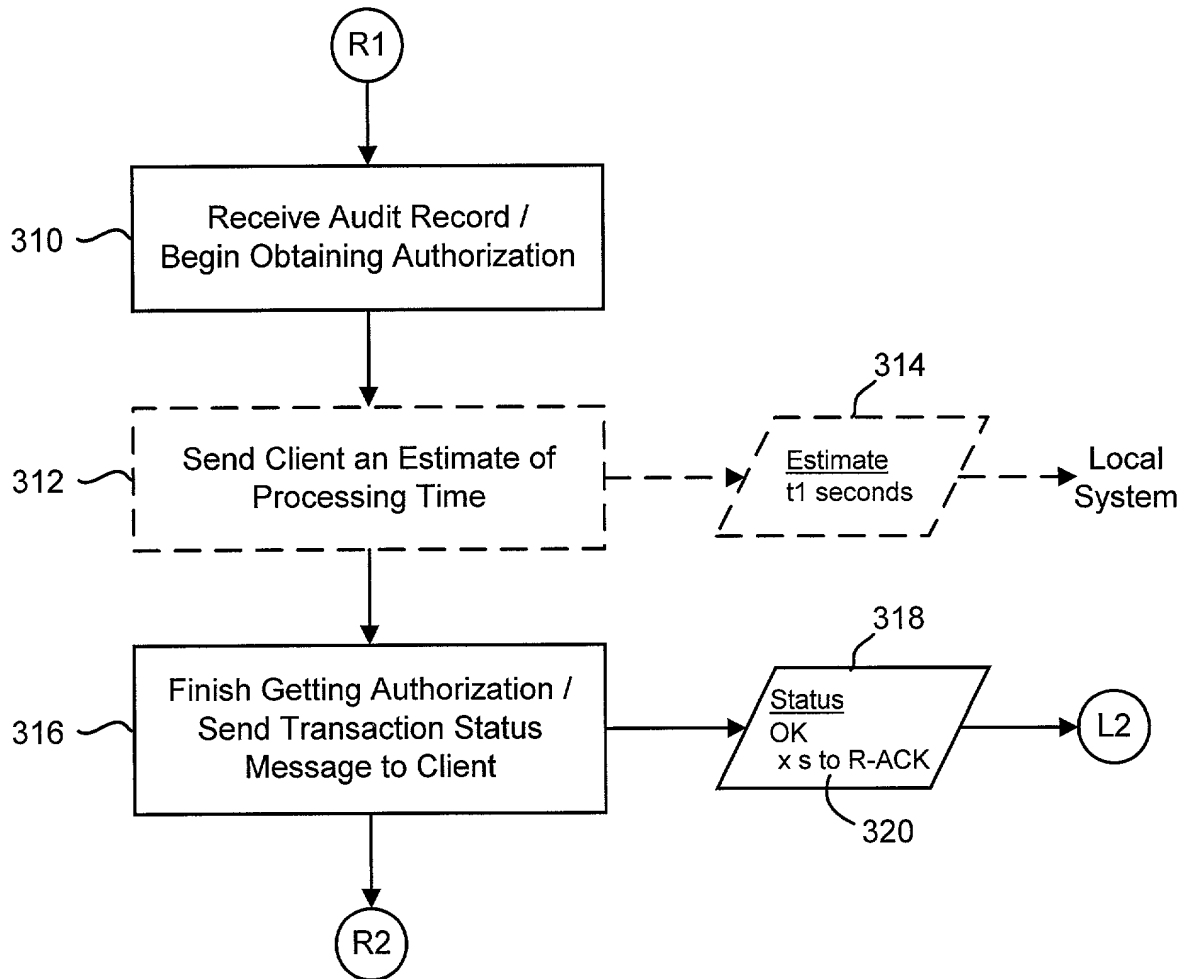 R1
310
Receive Audit Record /
Begin Obtaining Authorization
314
312
Send Client an Estimate of
Processing Time
Estimate
t1 seconds
Local
System
318
316
Finish Getting Authorization /
Send Transaction Status
Message to Client
Status
OK
x s to R-ACK
L2
320
R2